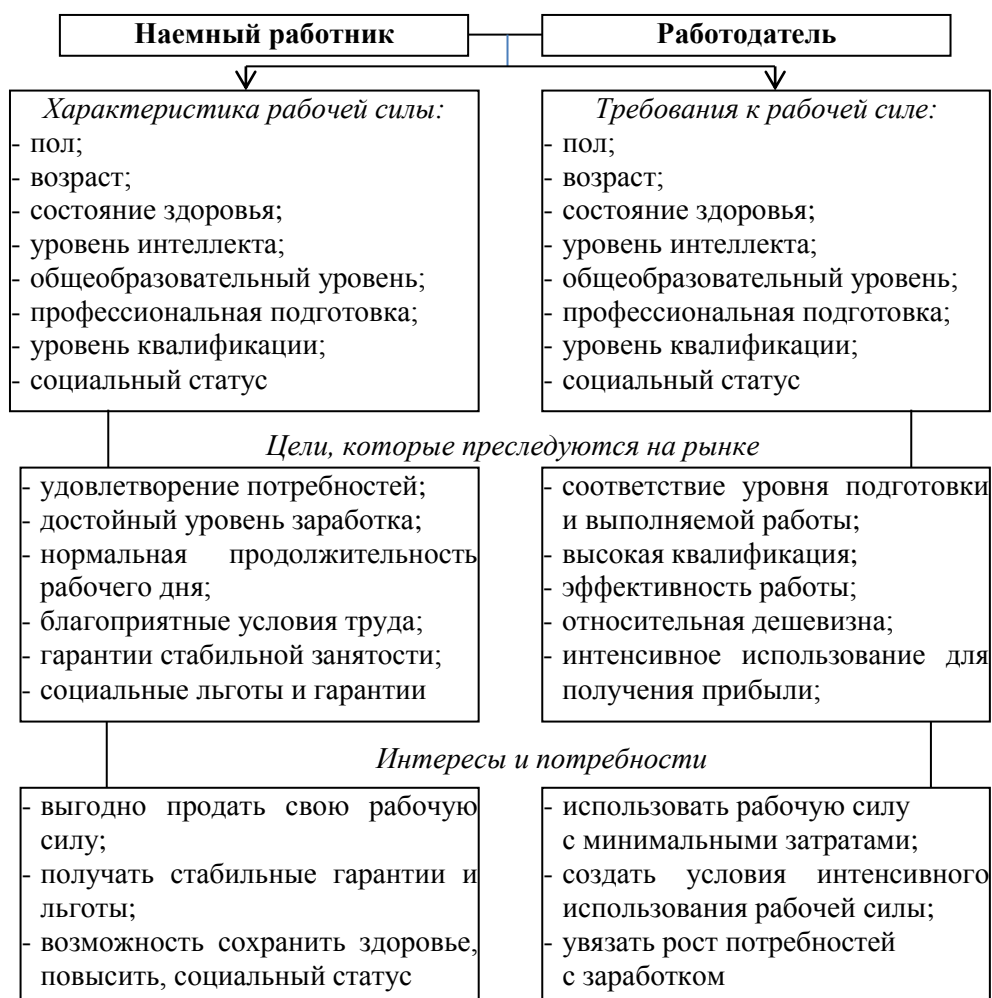 Наемный работник
Работодатель
Характеристика рабочей силы:
- пол;
- возраст;
- состояние здоровья;
- уровень интеллекта;
- общеобразовательный уровень;
- профессиональная подготовка;
- уровень квалификации;
- социальный статус
Требования к рабочей силе:
- пол;
- возраст;
- состояние здоровья;
- уровень интеллекта;
- общеобразовательный уровень;
- профессиональная подготовка;
- уровень квалификации;
- социальный статус
Цели, которые преследуются на рынке
- удовлетворение потребностей;
- достойный уровень заработка;
- нормальная продолжительность
рабочего дня;
- благоприятные условия труда;
- гарантии стабильной занятости;
- социальные льготы и гарантии
- соответствие уровня подготовки
и выполняемой работы;
- высокая квалификация;
- эффективность работы;
- относительная дешевизна;
- интенсивное использование для
получения прибыли;
Интересы и потребности
- выгодно продать свою рабочую
силу;
- получать стабильные гарантии и
льготы;
- возможность сохранить здоровье,
повысить, социальный статус
- использовать рабочую силу
с минимальными затратами;
- создать условия интенсивного
использования рабочей силы;
- увязать рост потребностей
с заработком